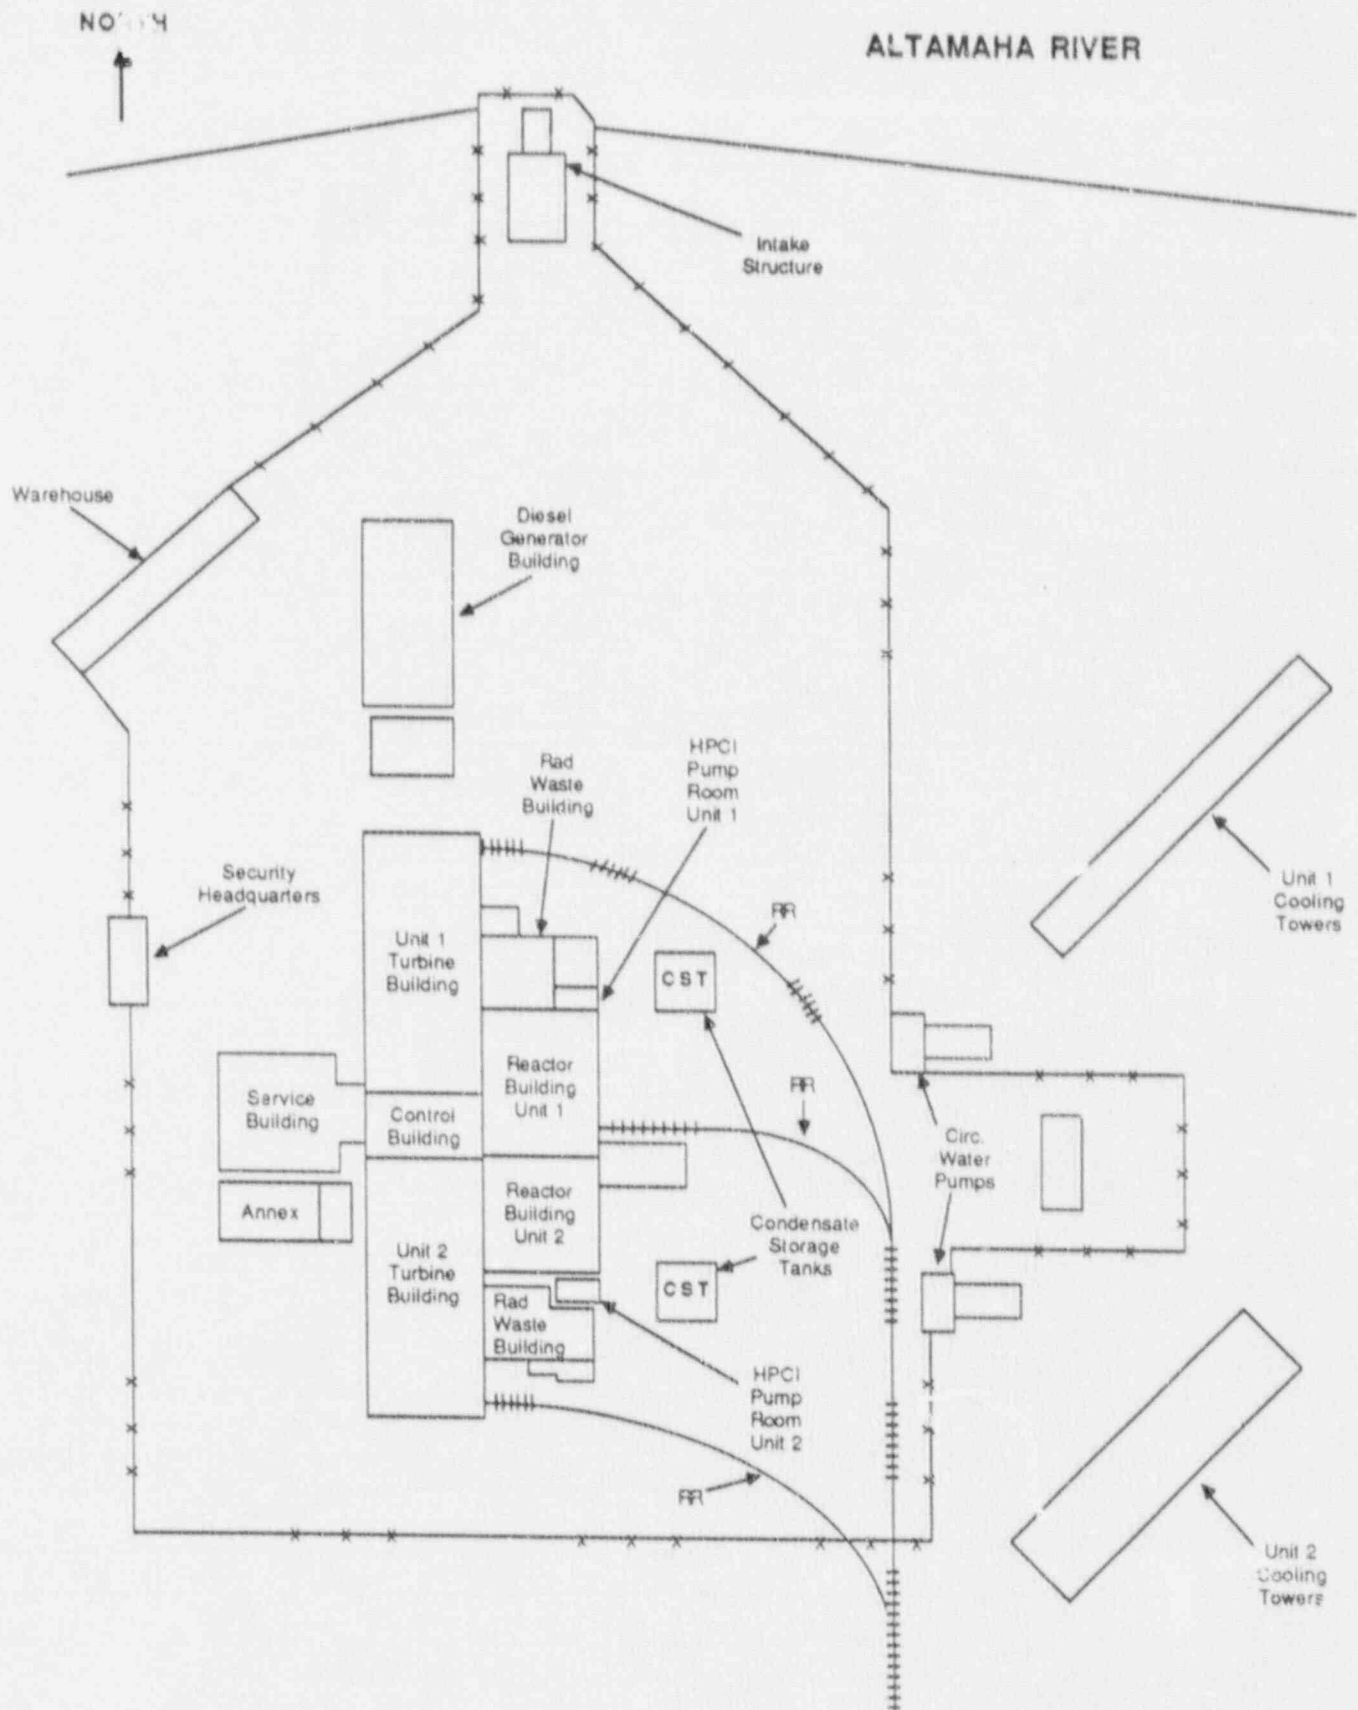 NORTH
ALTAMAHA RIVER
Intake
Structure
Warehouse
Diesel
Generator
Building
HPCI
Pump
Room
Unit 1
Rad
Waste
Building
Security
Headquarters
Unit 1
Cooling
Towers
RR
Unit 1
Turbine
Building
CST
Reactor
Building
Unit 1
RR
Service
Building
Control
Building
Circ.
Water
Pumps
Reactor
Building
Unit 2
Annex
Condensate
Storage
Tanks
Unit 2
Turbine
Building
CST
Rad
Waste
Building
HPCI
Pump
Room
Unit 2
RR
Unit 2
Cooling
Towers